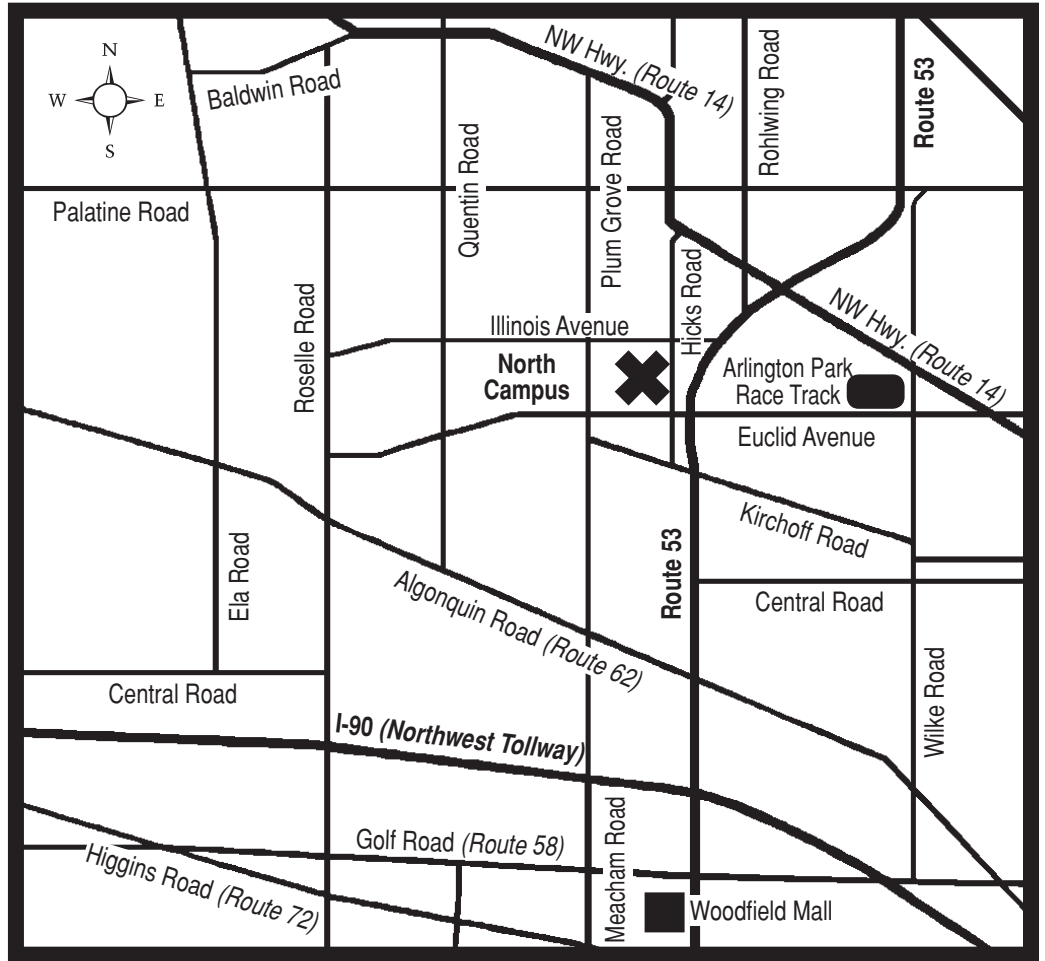 N
W
E
S
Baldwin Road
NW Hwy. (Route 14)
Rohlwing Road
Route 53
Quentin Road
Plum Grove Road
Palatine Road
Hicks Road
Roselle Road
Illinois Avenue
NW Hwy. (Route 14)
North
Campus
Arlington Park
Race Track
Euclid Avenue
Kirchoff Road
Ela Road
Route 53
Algonquin Road (Route 62)
Central Road
Central Road
Wilke Road
I-90 (Northwest Tollway)
Golf Road (Route 58)
Meacham Road
Higgins Road (Route 72)
Woodfield Mall